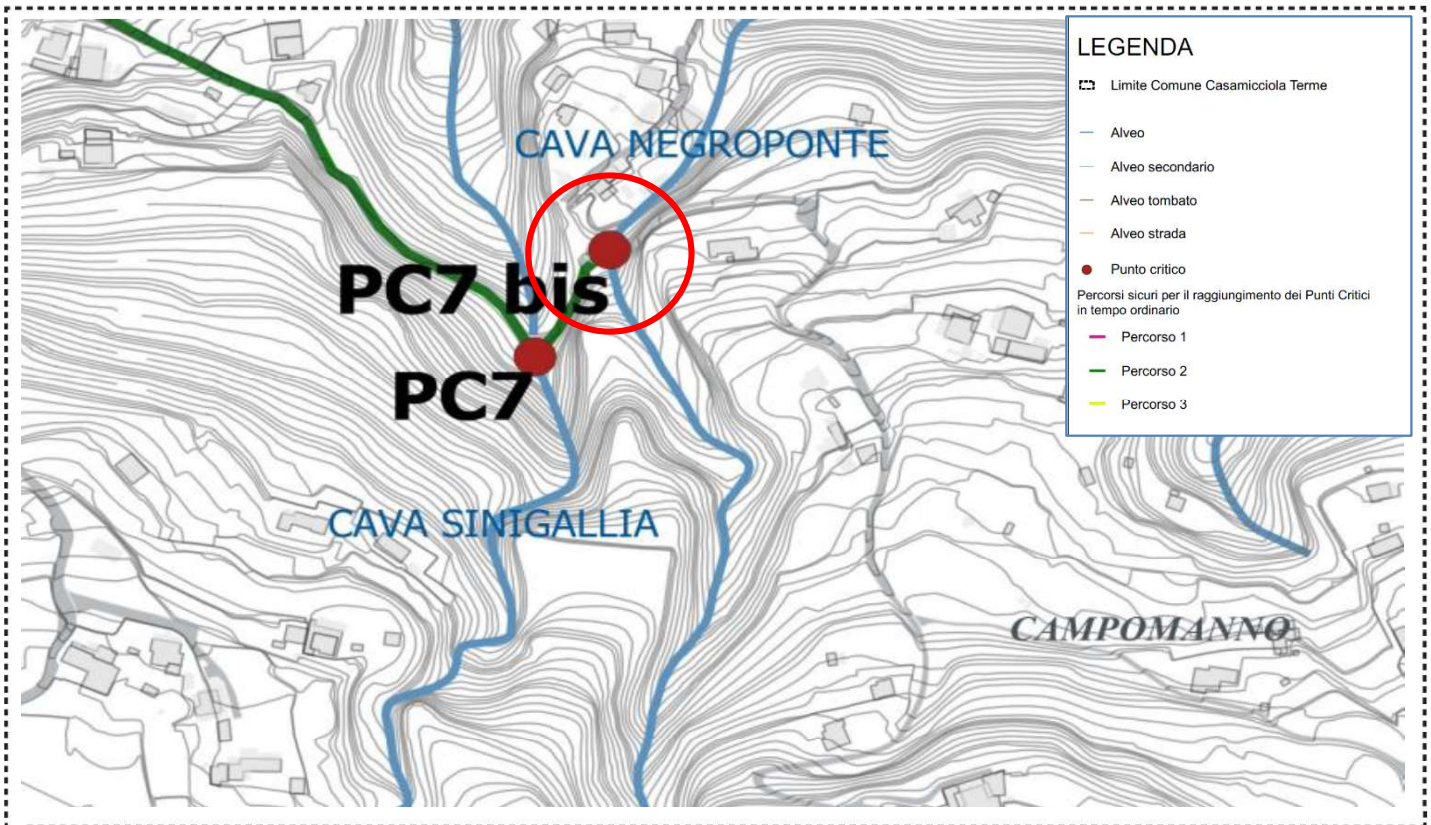 CAVA NEGROPONTE
PC7 bis
PC7
CAVA SINIGALLIA
CAMPOMANNO
LEGENDA
Limite Comune Casamicciola Terme
Alveo
Alveo secondario
Alveo tombato
Alveo strada
Punto critico
Percorsi sicuri per il raggiungimento dei Punti Critici
in tempo ordinario
Percorso 1
Percorso 2
Percorso 3